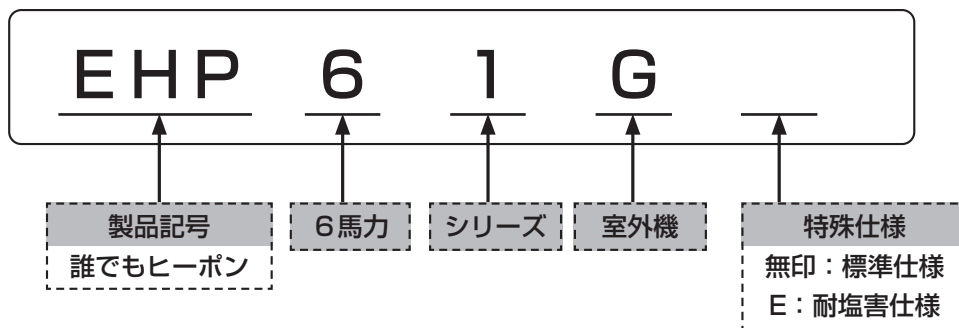 EHP 6 1 G
製品記号
誰でもヒーポン
6馬力
シリーズ
室外機
特殊仕様
無印：標準仕様
E：耐塩害仕様